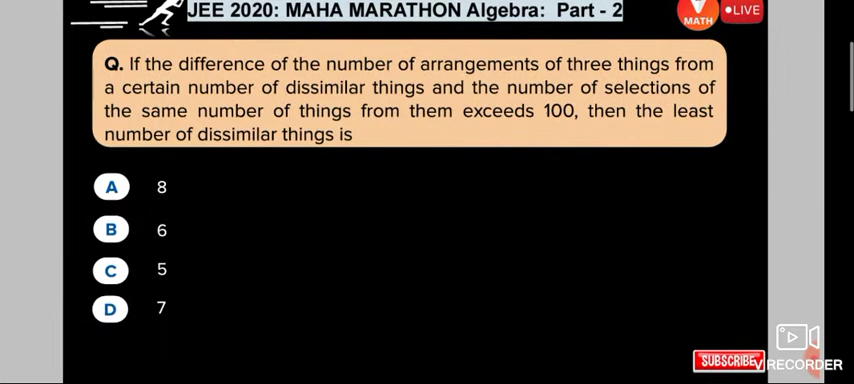 JEE 2020: MAHA MARATHON Algebra: Part - 2
MATH
LIVE
Q. If the difference of the number of arrangements of three things from
a certain number of dissimilar things and the number of selections of
the same number of things from them exceeds 100, then the least
number of dissimilar things is
A 8
B 6
C 5
D 7
SUBSCRIBE
V RECORDER